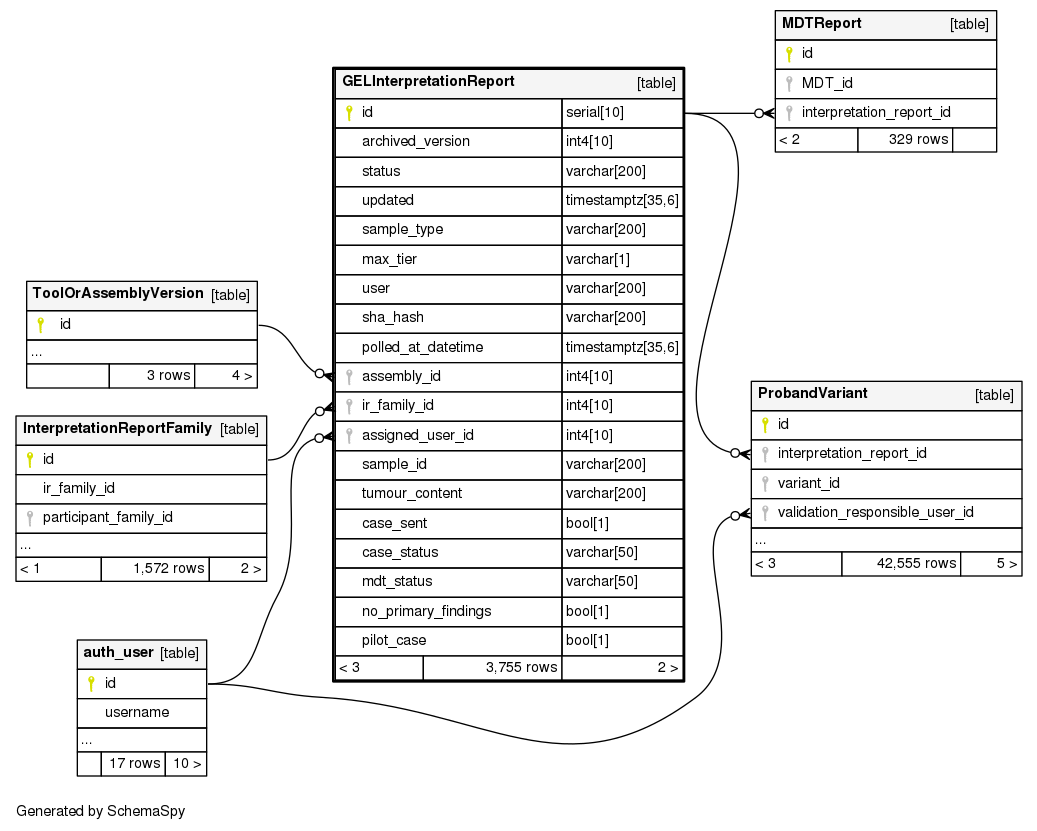 MDTReport [table]
id
MDT_id
interpretation_report_id
< 2 329 rows
GELInterpretationReport [table]
id serial[10]
archived_version int4[10]
status varchar[200]
updated timestamptz[35,6]
sample_type varchar[200]
max_tier varchar[1]
user varchar[200]
sha_hash varchar[200]
polled_at_datetime timestamptz[35,6]
assembly_id int4[10]
ir_family_id int4[10]
assigned_user_id int4[10]
sample_id varchar[200]
tumour_content varchar[200]
case_sent bool[1]
case_status varchar[50]
mdt_status varchar[50]
no_primary_findings bool[1]
pilot_case bool[1]
< 3 3,755 rows 2 >
ToolOrAssemblyVersion [table]
id
...
3 rows 4 >
InterpretationReportFamily [table]
id
ir_family_id
participant_family_id
...
< 1 1,572 rows 2 >
ProbandVariant [table]
id
interpretation_report_id
variant_id
validation_responsible_user_id
...
< 3 42,555 rows 5 >
auth_user [table]
id
username
...
17 rows 10 >
Generated by SchemaSpy